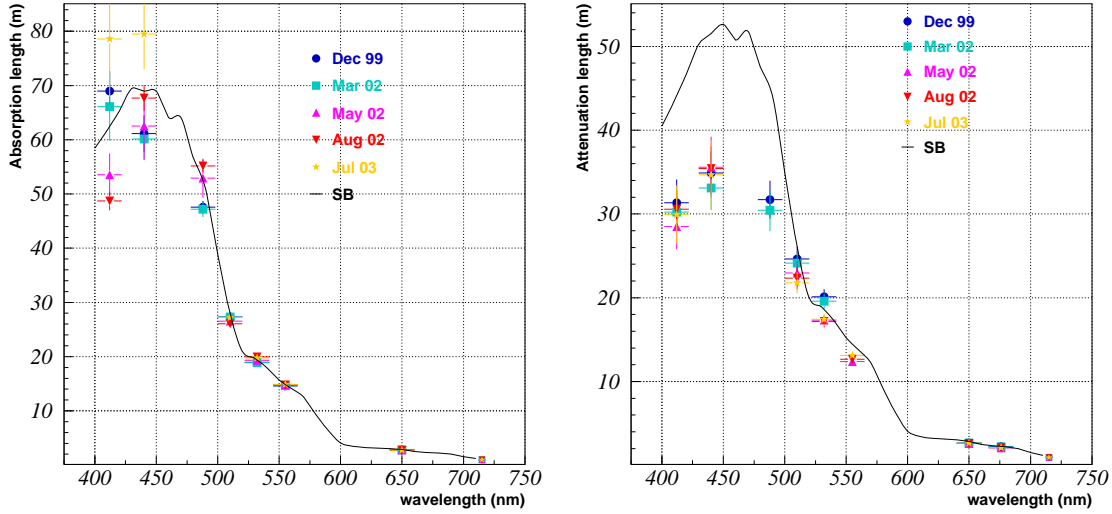 Absorption length (m)
80
70
60
50
40
30
20
10
400 450 500 550 600 650 700 750
wavelength (nm)
Dec 99
Mar 02
May 02
Aug 02
Jul 03
SB
Attenuation length (m)
50
40
30
20
10
400 450 500 550 600 650 700 750
wavelength (nm)
Dec 99
Mar 02
May 02
Aug 02
Jul 03
SB